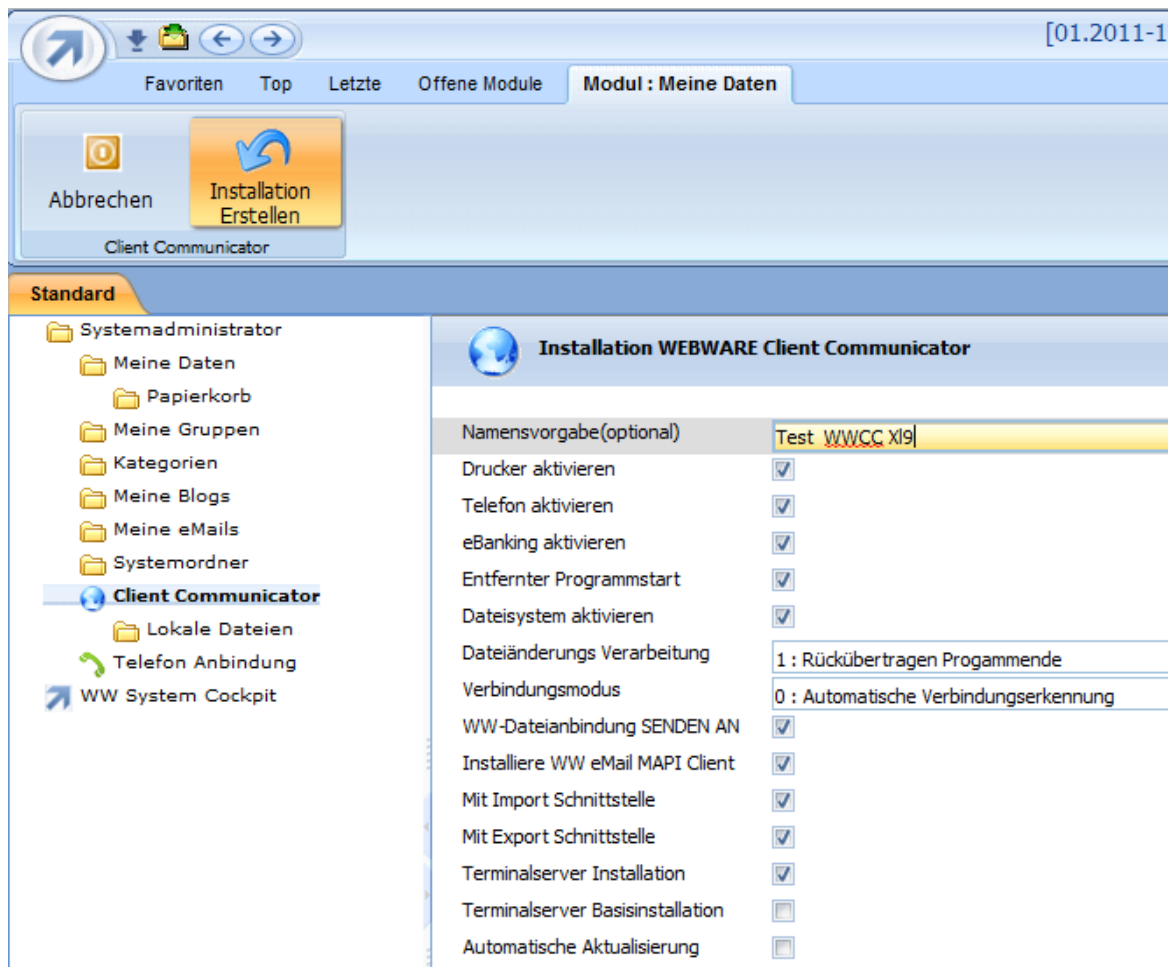 [01.2011-1
Favoriten Top Letzte Offene Module Modul : Meine Daten
Abbrechen
Installation
Erstellen
Client Communicator
Standard
Systemadministrator
Meine Daten
Papierkorb
Meine Gruppen
Kategorien
Meine Blogs
Meine eMails
Systemordner
Client Communicator
Lokale Dateien
Telefon Anbindung
WW System Cockpit
Installation WEBWARE Client Communicator
Namensvorgabe(optional) Test WWCC Xl9
Drucker aktivieren
Telefon aktivieren
eBanking aktivieren
Entfernter Programmstart
Dateisystem aktivieren
Dateiänderungs Verarbeitung 1 : Rückübertragen Progammende
Verbindungsmodus 0 : Automatische Verbindungserkennung
WW-Dateianbindung SENDEN AN
Installiere WW eMail MAPI Client
Mit Import Schnittstelle
Mit Export Schnittstelle
Terminalserver Installation
Terminalserver Basisinstallation
Automatische Aktualisierung